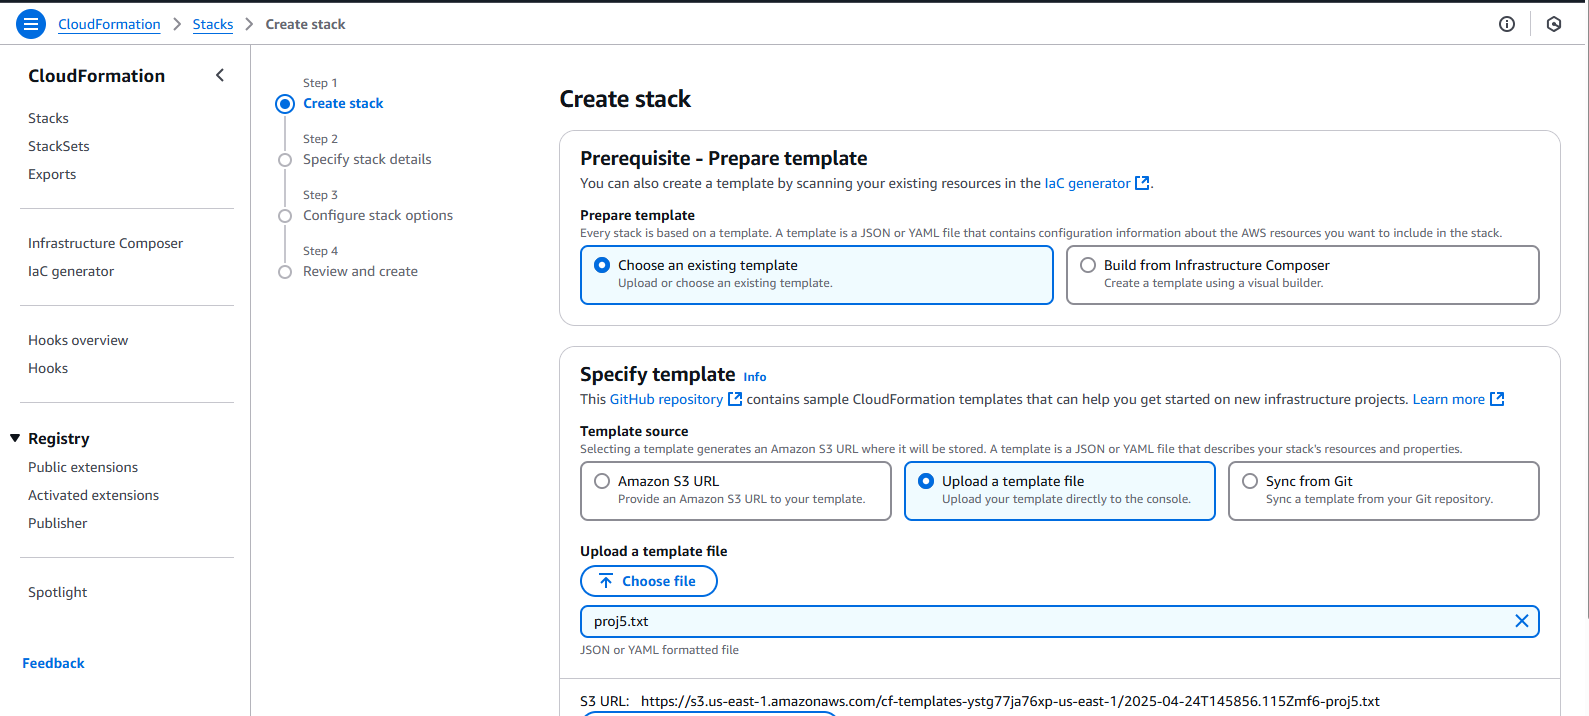 CloudFormation > Stacks > Create stack
CloudFormation
Stacks
StackSets
Exports
Infrastructure Composer
IaC generator
Hooks overview
Hooks
Registry
Public extensions
Activated extensions
Publisher
Spotlight
Feedback
Step 1
Create stack
Step 2
Specify stack details
Step 3
Configure stack options
Step 4
Review and create
Create stack
Prerequisite - Prepare template
You can also create a template by scanning your existing resources in the IaC generator.
Prepare template
Every stack is based on a template. A template is a JSON or YAML file that contains configuration information about the AWS resources you want to include in the stack.
Choose an existing template
Upload or choose an existing template.
Build from Infrastructure Composer
Create a template using a visual builder.
Specify template Info
This GitHub repository contains sample CloudFormation templates that can help you get started on new infrastructure projects. Learn more
Template source
Selecting a template generates an Amazon S3 URL where it will be stored. A template is a JSON or YAML file that describes your stack's resources and properties.
Amazon S3 URL
Provide an Amazon S3 URL to your template.
Upload a template file
Upload your template directly to the console.
Sync from Git
Sync a template from your Git repository.
Upload a template file
Choose file
proj5.txt
JSON or YAML formatted file
S3 URL: https://s3.us-east-1.amazonaws.com/cf-templates-ystg77ja76xp-us-east-1/2025-04-24T145856.115Zmf6-proj5.txt